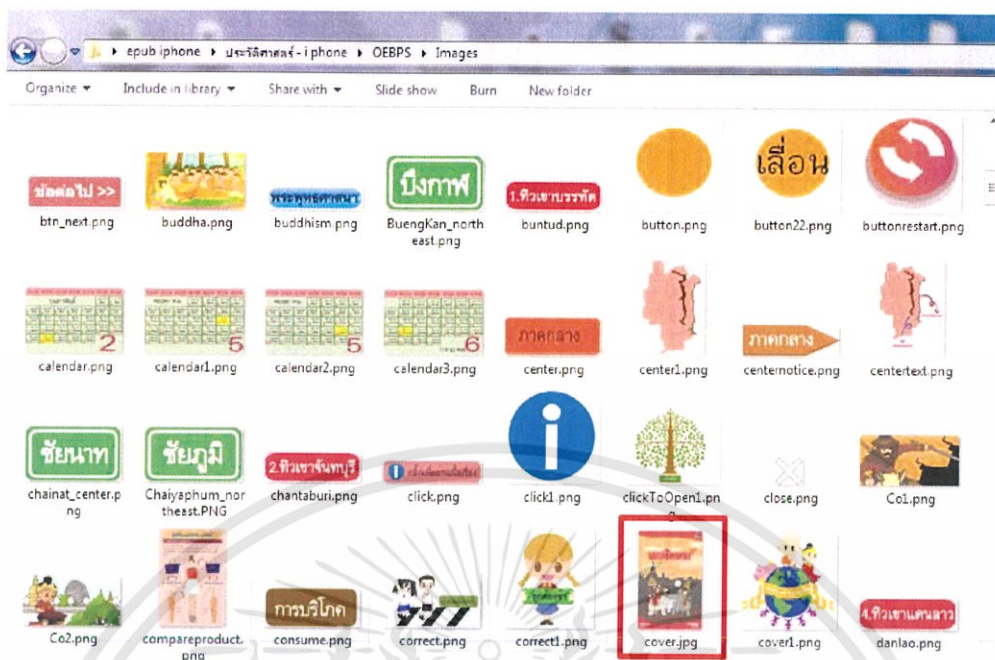 epub iphone ▸ ประวัติศาสตร์ - i phone ▸ OEBPS ▸ Images
Organize Include in library Share with Slide show Burn New folder
ข้อต่อไป >> พระพุทธศาสนา บึงกาฬ 1.ทิวเขาบรรทัด เลื่อน
btn_next.png buddha.png buddhism.png BuengKan_north buntud.png button.png button22.png buttonrestart.png
east.png
2 5 5 6 ภาคกลาง ภาคกลาง
calendar.png calendar1.png calendar2.png calendar3.png center.png center1.png centernotice.png centertext.png
ชัยนาท ชัยภูมิ 2.ทิวเขาจันทบุรี i i
chainat_center.p Chaiyaphum_nor chantaburi.png click.png click1.png clickToOpen1.pn close.png Co1.png
ng theast.PNG g
การบริโภค 4.ทิวเขาแดนลาว
Co2.png compareproduct. consume.png correct.png correct1.png cover.jpg cover1.png danlao.png
png